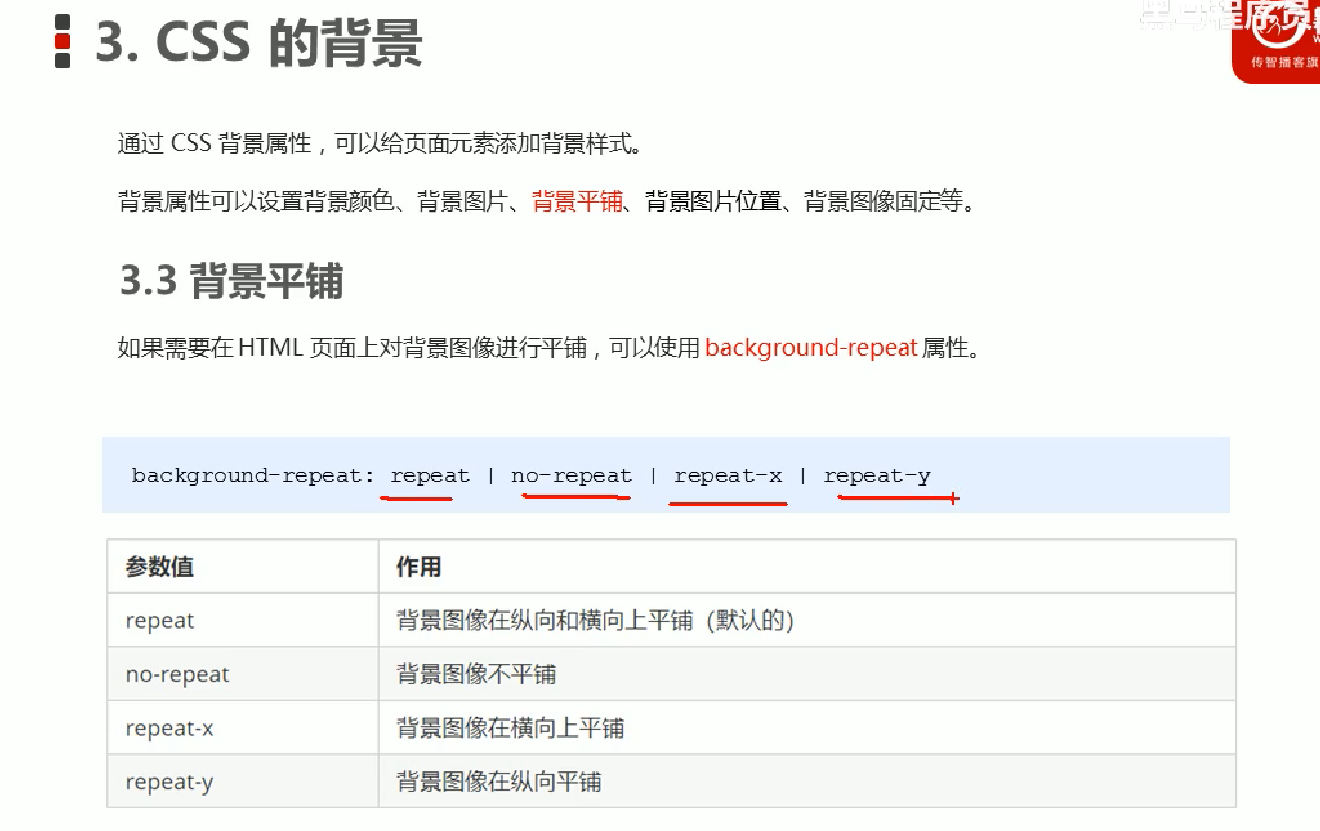 3. CSS 的背景
黑马程序员
传智播客旗
通过 CSS 背景属性，可以给页面元素添加背景样式。
背景属性可以设置背景颜色、背景图片、背景平铺、背景图片位置、背景图像固定等。
3.3 背景平铺
如果需要在 HTML 页面上对背景图像进行平铺，可以使用 background-repeat 属性。
background-repeat: repeat | no-repeat | repeat-x | repeat-y
参数值 作用
repeat 背景图像在纵向和横向上平铺（默认的）
no-repeat 背景图像不平铺
repeat-x 背景图像在横向上平铺
repeat-y 背景图像在纵向平铺